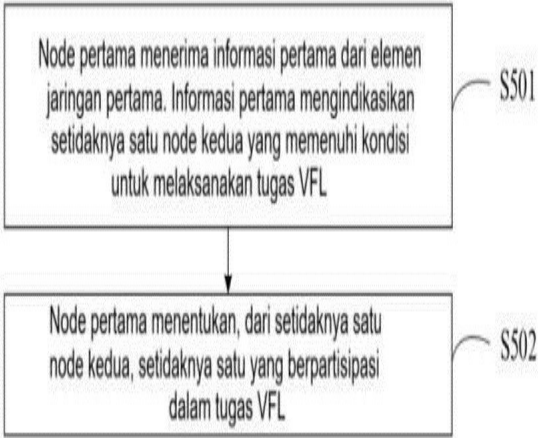 Node pertama menerima informasi pertama dari elemen
jaringan pertama. Informasi pertama mengindikasikan
setidaknya satu node kedua yang memenuhi kondisi
untuk melaksanakan tugas VFL
S501
Node pertama menentukan, dari setidaknya satu
node kedua, setidaknya satu yang berpartisipasi
dalam tugas VFL
S502